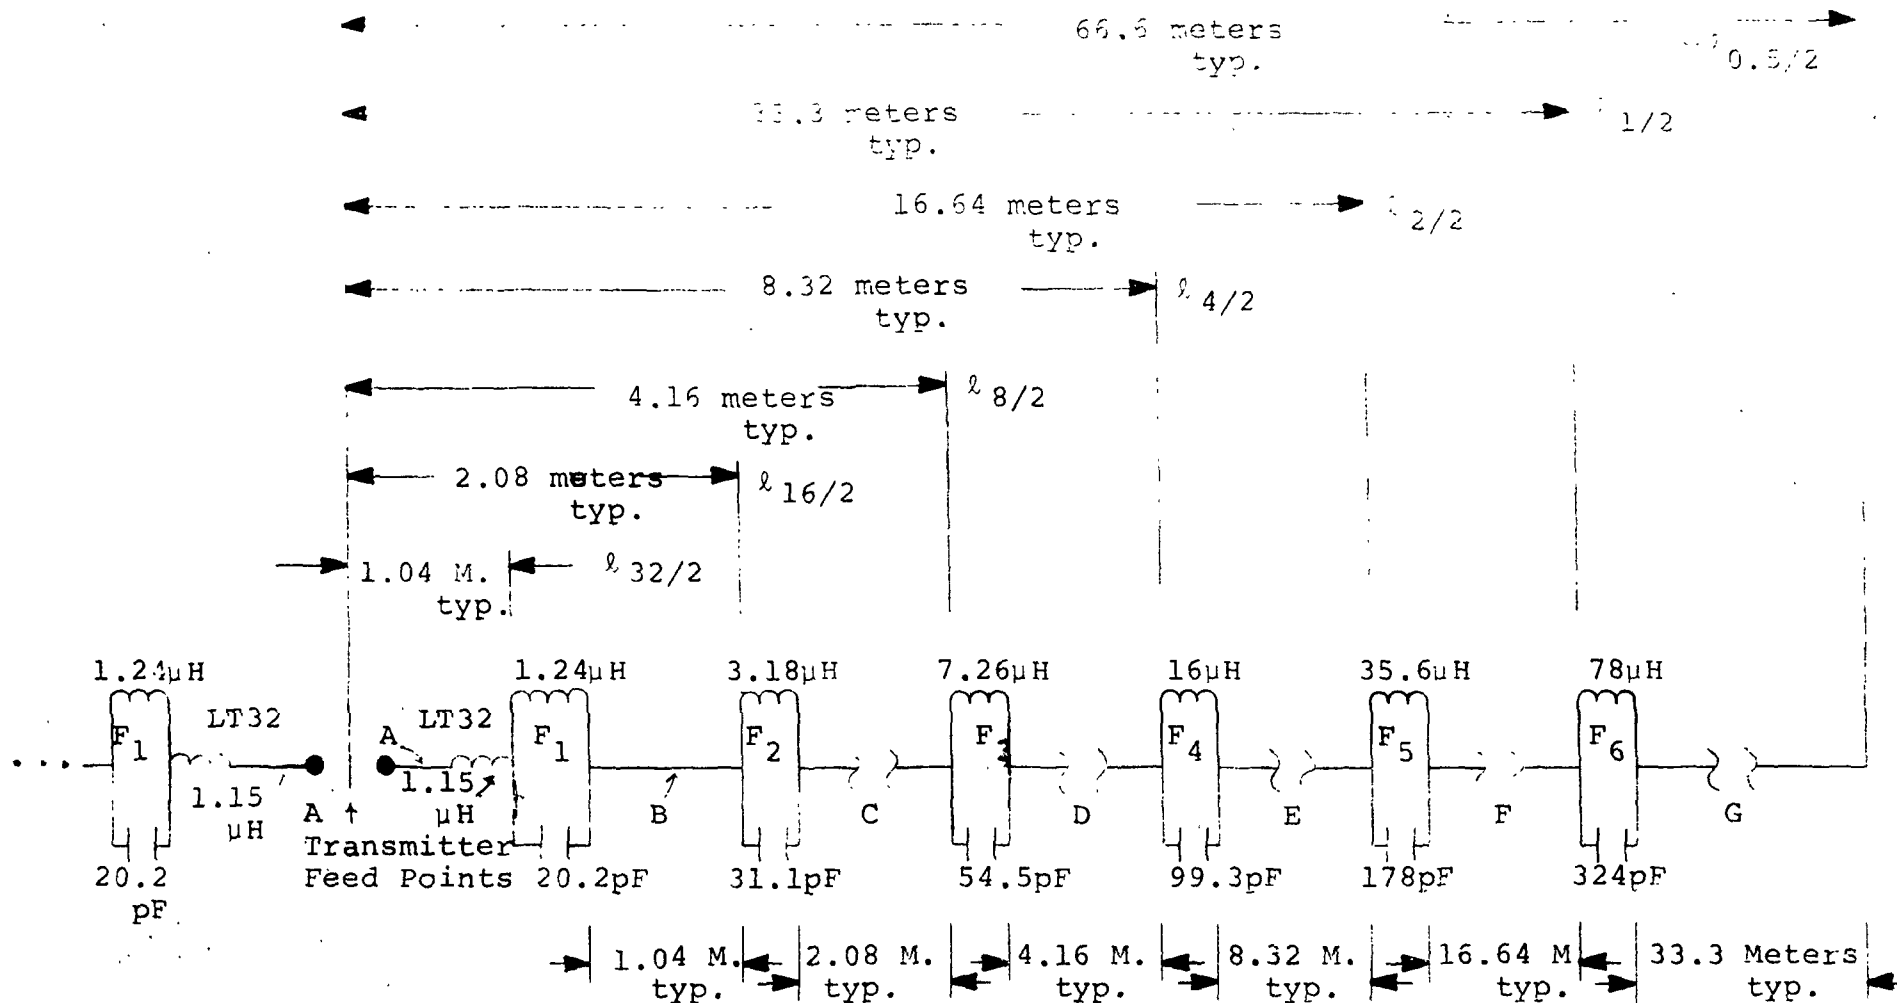 66.6 meters
typ.
0.5/2
33.3 meters
typ.
1/2
16.64 meters
typ.
ℓ 2/2
8.32 meters
typ.
ℓ 4/2
4.16 meters
typ.
ℓ 8/2
2.08 meters
typ.
ℓ 16/2
1.04 M.
typ.
ℓ 32/2
1.24μH
1.24μH
3.18μH
7.26μH
16μH
35.6μH
78μH
F1
LT32
A
LT32
F1
F2
F4
F5
F6
1.15
μH
A
1.15
μH
B
C
D
E
F
G
Transmitter
Feed Points
20.2
pF
20.2pF
31.1pF
54.5pF
99.3pF
178pF
324pF
1.04 M.
typ.
2.08 M.
typ.
4.16 M.
typ.
8.32 M.
typ.
16.64 M
typ.
33.3 Meters
typ.